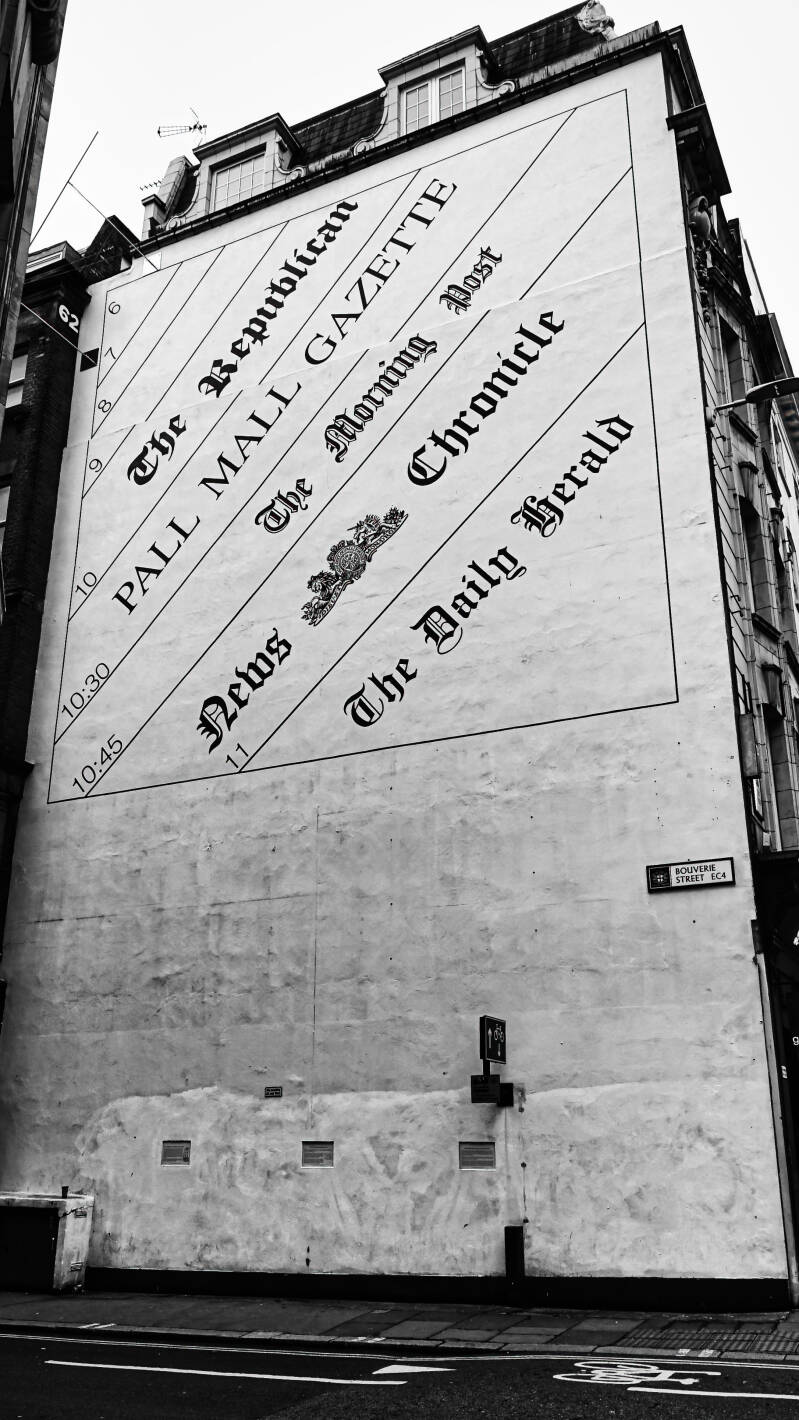 62
6
7
8
9
10
10:30
10:45
11
The Republican
PALL MALL GAZETTE
The Morning Post
News Chronicle
The Daily Herald
BOUVERIE
STREET EC4